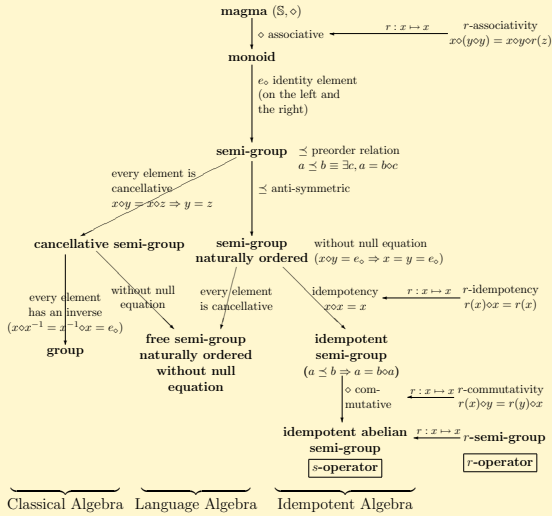 magma (𝕊, ⋄)
⋄ associative
r : x ↦ x
r-associativity
x⋄(y⋄y) = x⋄y⋄r(z)
monoid
e⋄ identity element
(on the left and
the right)
semi-group
⪯ preorder relation
a ⪯ b ≡ ∃c, a = b⋄c
every element is
cancellative
x⋄y = x⋄z ⇒ y = z
⪯ anti-symmetric
cancellative semi-group
semi-group
naturally ordered
without null equation
(x⋄y = e⋄ ⇒ x = y = e⋄)
every element
has an inverse
(x⋄x⁻¹ = x⁻¹⋄x = e⋄)
without null
equation
every element
is cancellative
idempotency
x⋄x = x
r : x ↦ x
r-idempotency
r(x)⋄x = r(x)
group
free semi-group
naturally ordered
without null
equation
idempotent
semi-group
(a ⪯ b ⇒ a = b⋄a)
⋄ com-
mutative
r : x ↦ x
r-commutativity
r(x)⋄y = r(y)⋄x
idempotent abelian
semi-group
r : x ↦ x
r-semi-group
s-operator
r-operator
Classical Algebra
Language Algebra
Idempotent Algebra